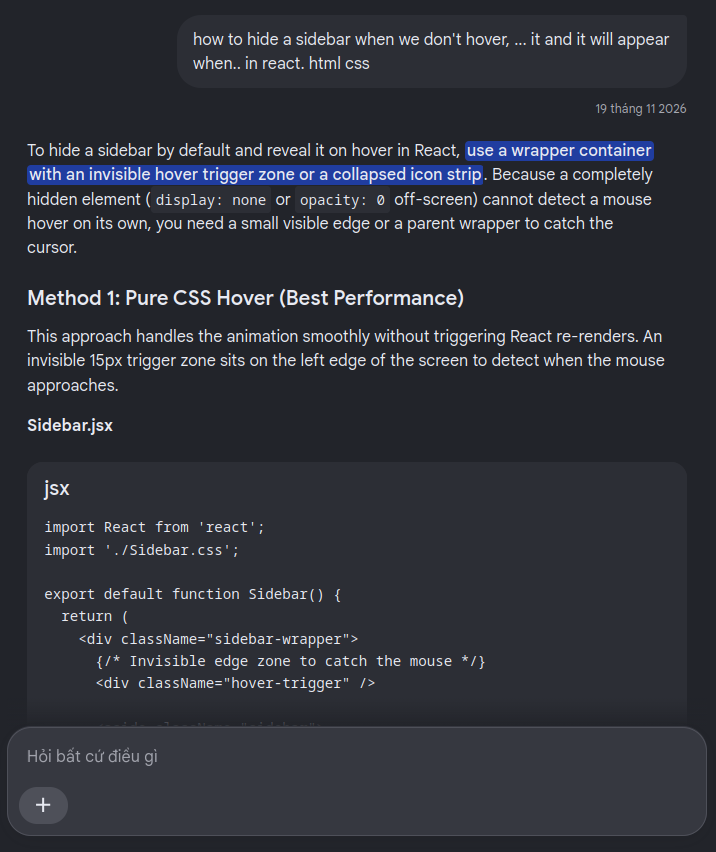 how to hide a sidebar when we don't hover, ... it and it will appear
when.. in react. html css
19 tháng 11 2026
To hide a sidebar by default and reveal it on hover in React, use a wrapper container
with an invisible hover trigger zone or a collapsed icon strip. Because a completely
hidden element ( display: none or opacity: 0 off-screen) cannot detect a mouse
hover on its own, you need a small visible edge or a parent wrapper to catch the
cursor.
Method 1: Pure CSS Hover (Best Performance)
This approach handles the animation smoothly without triggering React re-renders. An
invisible 15px trigger zone sits on the left edge of the screen to detect when the mouse
approaches.
Sidebar.jsx
jsx
import React from 'react';
import './Sidebar.css';
export default function Sidebar() {
return (
<div className="sidebar-wrapper">
{/* Invisible edge zone to catch the mouse */}
<div className="hover-trigger" />
Hỏi bất cứ điều gì